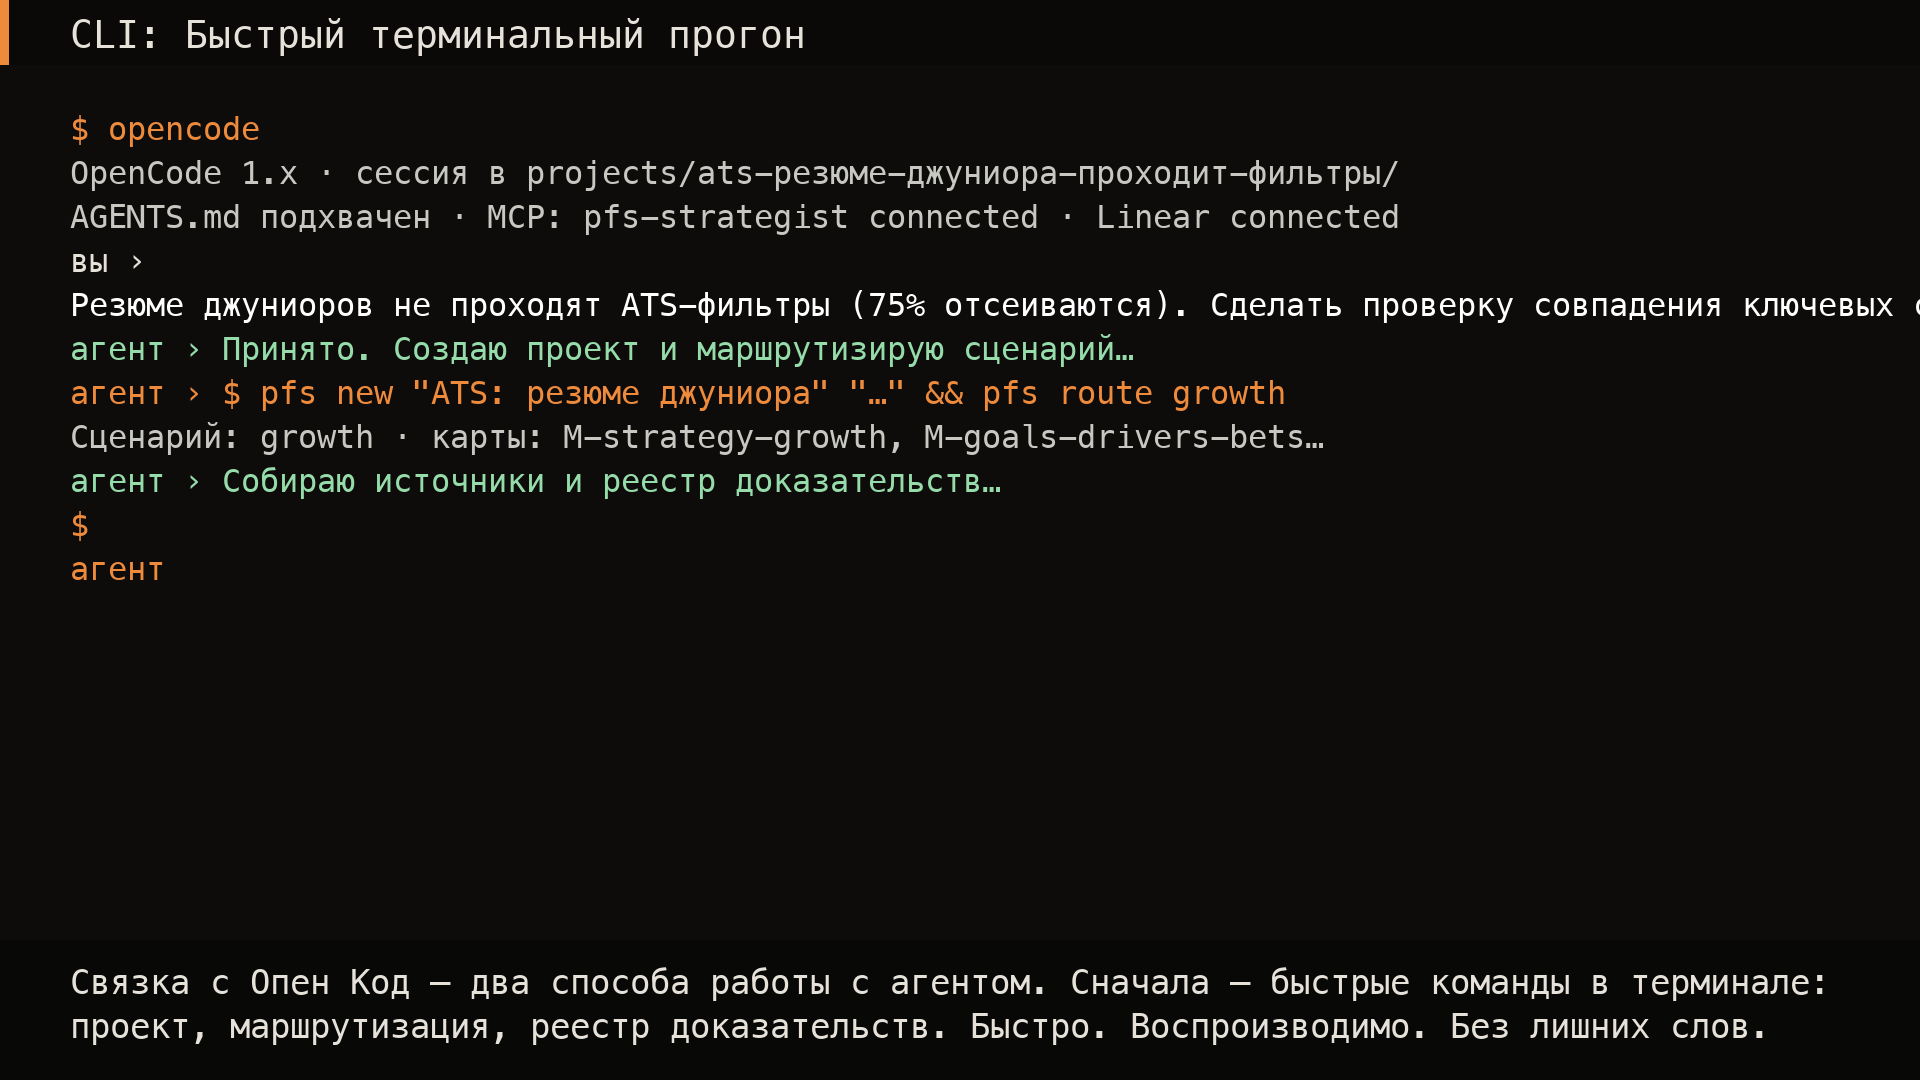 CLI: Быстрый терминальный прогон
$ opencode
OpenCode 1.x · сессия в projects/ats-резюме-джуниора-проходит-фильтры/
AGENTS.md подхвачен · MCP: pfs-strategist connected · Linear connected
вы ›
Резюме джуниоров не проходят ATS-фильтры (75% отсеиваются). Сделать проверку совпадения ключевых
агент › Принято. Создаю проект и маршрутизирую сценарий…
агент › $ pfs new "ATS: резюме джуниора" "…" && pfs route growth
Сценарий: growth · карты: M-strategy-growth, M-goals-drivers-bets…
агент › Собираю источники и реестр доказательств…
$
агент
Связка с Опен Код — два способа работы с агентом. Сначала — быстрые команды в терминале:
проект, маршрутизация, реестр доказательств. Быстро. Воспроизводимо. Без лишних слов.